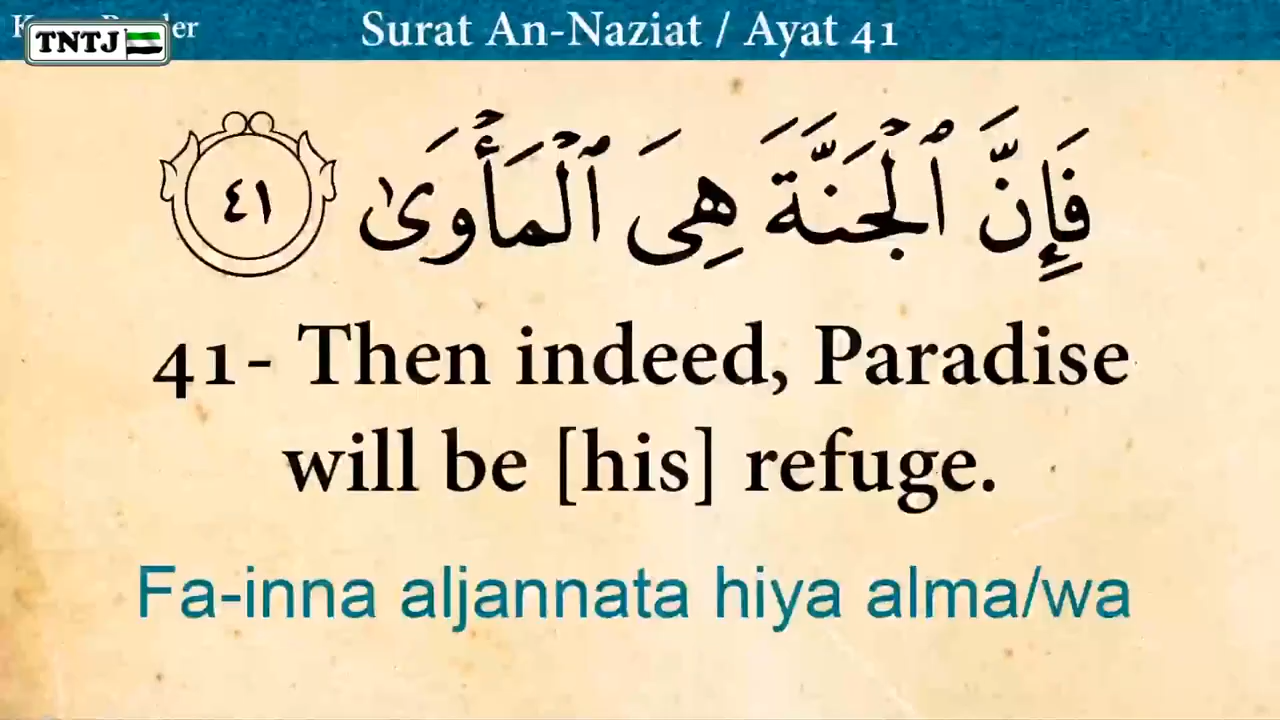 Surat An-Naziat / Ayat 41
TNTJ
فَإِنَّ ٱلْجَنَّةَ هِىَ ٱلْمَأْوَىٰ ٤١
41- Then indeed, Paradise
will be [his] refuge.
Fa-inna aljannata hiya alma/wa